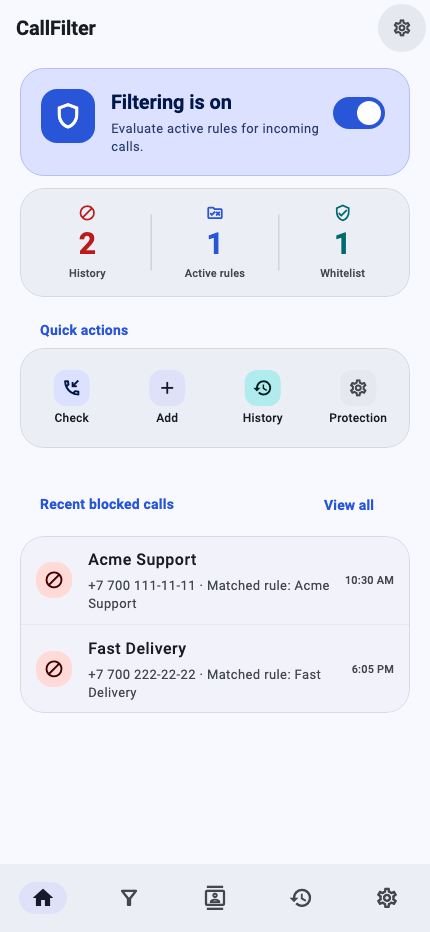 CallFilter
Filtering is on
Evaluate active rules for incoming
calls.
2
1
1
History
Active rules
Whitelist
Quick actions
Check
Add
History
Protection
Recent blocked calls
View all
Acme Support
+7 700 111-11-11 · Matched rule: Acme
Support
10:30 AM
Fast Delivery
+7 700 222-22-22 · Matched rule: Fast
Delivery
6:05 PM